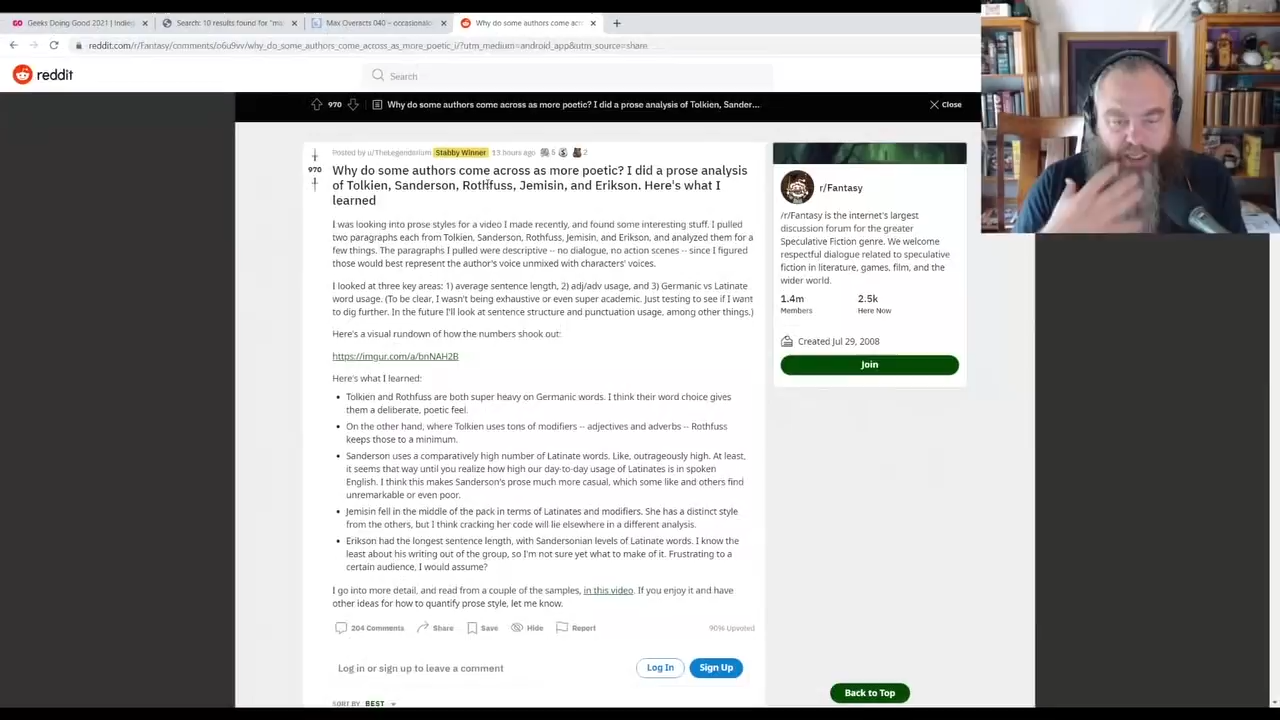 Geeks Doing Good 2021 | Indieg
Search: 10 results found for "ma
Max Overacts 040 – occasional
Why do some authors come acr
reddit.com/r/Fantasy/comments/o6u9vv/why_do_some_authors_come_across_as_more_poetic_i/?utm_medium=android_app&utm_source=share
reddit
Search
970
Why do some authors come across as more poetic? I did a prose analysis of Tolkien, Sander...
Close
Posted by u/TheLegendarium Stabby Winner 13 hours ago 6 2
970
Why do some authors come across as more poetic? I did a prose analysis
of Tolkien, Sanderson, Rothfuss, Jemisin, and Erikson. Here's what I
learned
I was looking into prose styles for a video I made recently, and found some interesting stuff. I pulled
two paragraphs each from Tolkien, Sanderson, Rothfuss, Jemisin, and Erikson, and analyzed them for a
few things. The paragraphs I pulled were descriptive -- no dialogue, no action scenes -- since I figured
those would best represent the author's voice unmixed with characters' voices.
I looked at three key areas: 1) average sentence length, 2) adj/adv usage, and 3) Germanic vs Latinate
word usage. (To be clear, I wasn't being exhaustive or even super academic. Just testing to see if I want
to dig further. In the future I'll look at sentence structure and punctuation usage, among other things.)
Here's a visual rundown of how the numbers shook out:
https://imgur.com/a/bnNAH2B
Here's what I learned:
Tolkien and Rothfuss are both super heavy on Germanic words. I think their word choice gives
them a deliberate, poetic feel.
On the other hand, where Tolkien uses tons of modifiers -- adjectives and adverbs -- Rothfuss
keeps those to a minimum.
Sanderson uses a comparatively high number of Latinate words. Like, outrageously high. At least,
it seems that way until you realize how high our day-to-day usage of Latinates is in spoken
English. I think this makes Sanderson's prose much more casual, which some like and others find
unremarkable or even poor.
Jemisin fell in the middle of the pack in terms of Latinates and modifiers. She has a distinct style
from the others, but I think cracking her code will lie elsewhere in a different analysis.
Erikson had the longest sentence length, with Sandersonian levels of Latinate words. I know the
least about his writing out of the group, so I'm not sure yet what to make of it. Frustrating to a
certain audience, I would assume?
I go into more detail, and read from a couple of the samples, in this video. If you enjoy it and have
other ideas for how to quantify prose style, let me know.
204 Comments Share Save Hide Report 90% Upvoted
Log in or sign up to leave a comment
Log In
Sign Up
SORT BY BEST
r/Fantasy
/r/Fantasy is the internet's largest
discussion forum for the greater
Speculative Fiction genre. We welcome
respectful dialogue related to speculative
fiction in literature, games, film, and the
wider world.
1.4m 2.5k
Members Here Now
Created Jul 29, 2008
Join
Back to Top